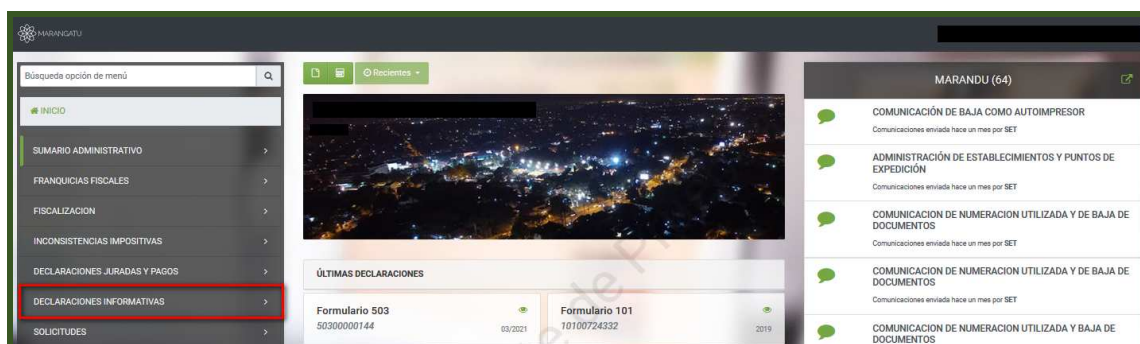 MARANGATU
Búsqueda opción de menú
INICIO
SUMARIO ADMINISTRATIVO
FRANQUICIAS FISCALES
FISCALIZACION
INCONSISTENCIAS IMPOSITIVAS
DECLARACIONES JURADAS Y PAGOS
DECLARACIONES INFORMATIVAS
SOLICITUDES
Recientes
ÚLTIMAS DECLARACIONES
Formulario 503
50300000144
03/2021
Formulario 101
10100724332
2019
MARANDU (64)
COMUNICACIÓN DE BAJA COMO AUTOIMPRESOR
Comunicaciones enviada hace un mes por SET
ADMINISTRACIÓN DE ESTABLECIMIENTOS Y PUNTOS DE
EXPEDICIÓN
Comunicaciones enviada hace un mes por SET
COMUNICACION DE NUMERACION UTILIZADA Y DE BAJA DE
DOCUMENTOS
Comunicaciones enviada hace un mes por SET
COMUNICACION DE NUMERACION UTILIZADA Y DE BAJA DE
DOCUMENTOS
Comunicaciones enviada hace un mes por SET
COMUNICACION DE NUMERACION UTILIZADA Y BAJA DE
DOCUMENTOS